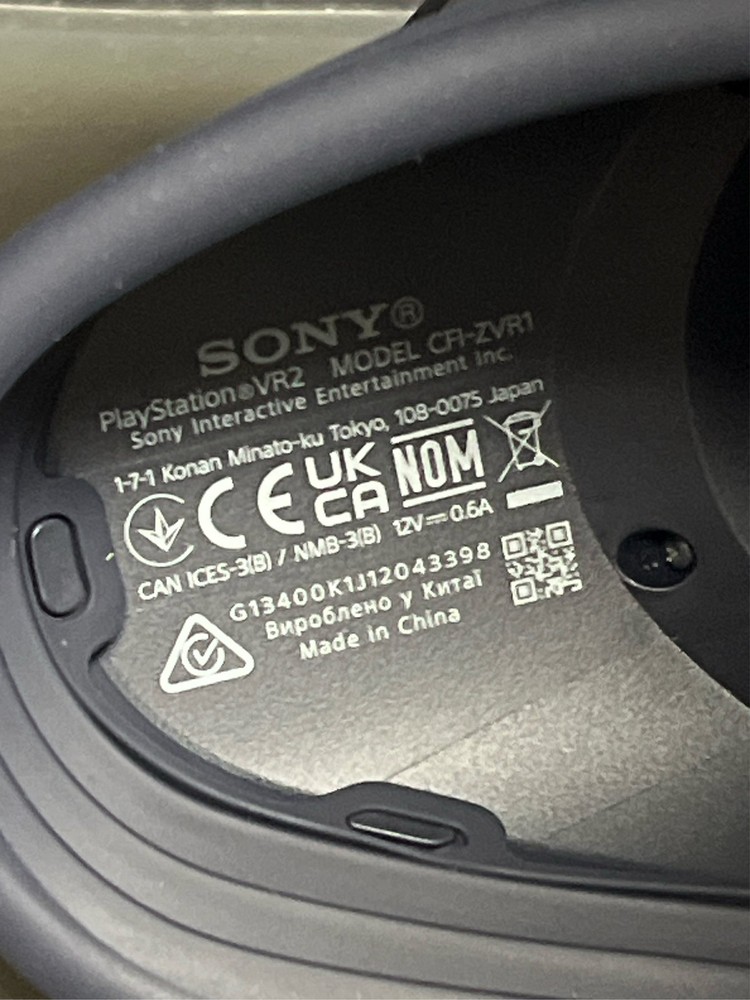 SONY®
PlayStation®VR2 MODEL CFI-ZVR1
Sony Interactive Entertainment Inc.
1-7-1 Konan Minato-ku Tokyo, 108-0075 Japan
CE UK CA NOM
CAN ICES-3(B) / NMB-3(B) 12V⎓0.6A
G13400K1J12043398
Вироблено у Китаї
Made in China